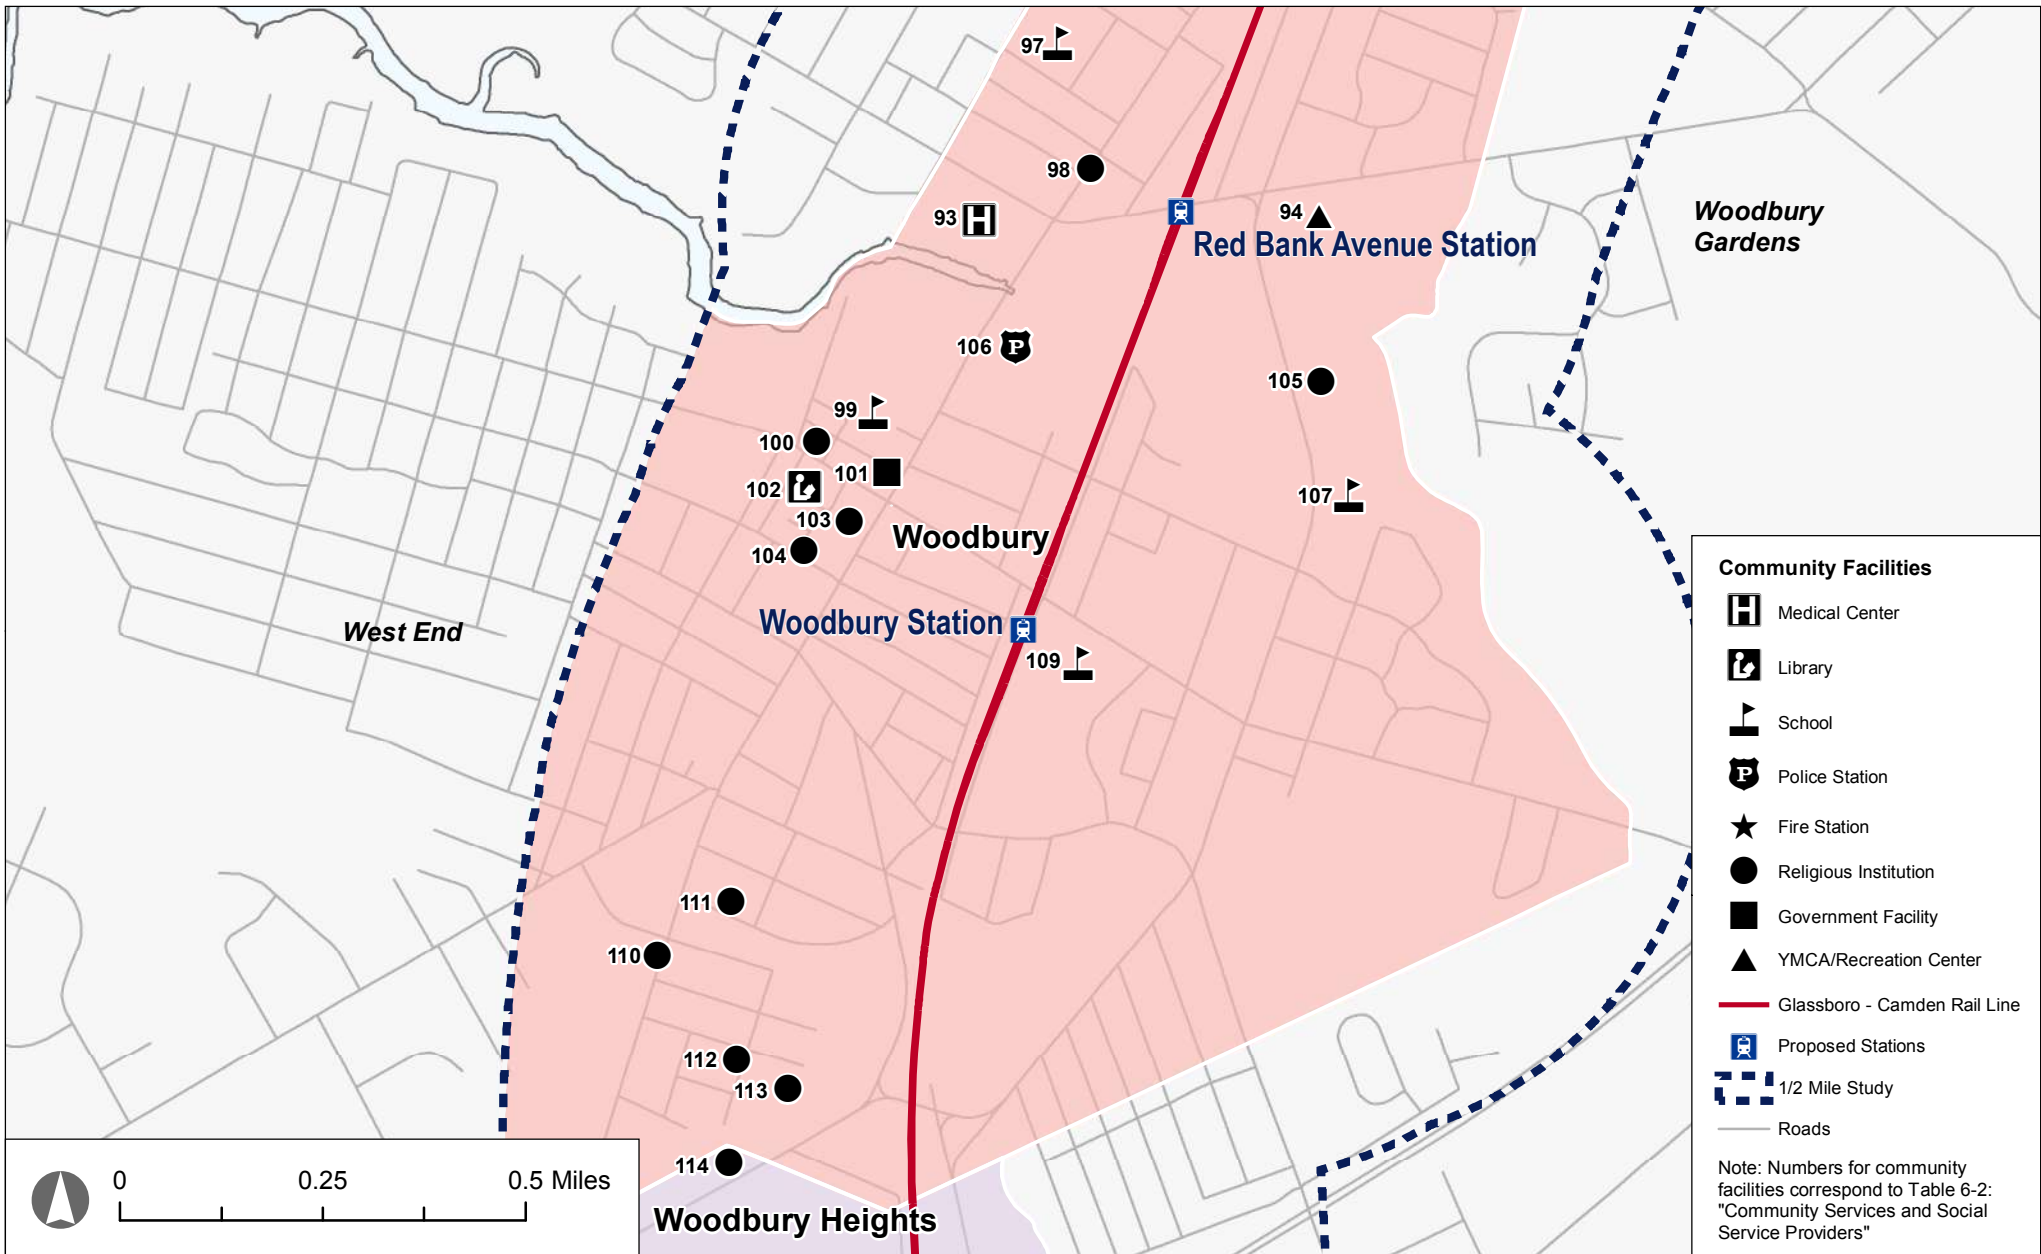 97
98
93
94
Woodbury
Gardens
Red Bank Avenue Station
106
105
99
100
101
102
107
103
Woodbury
104
Woodbury Station
West End
109
111
110
112
113
114
Woodbury Heights
0 0.25 0.5 Miles
Community Facilities
H Medical Center
Library
School
P Police Station
Fire Station
Religious Institution
Government Facility
YMCA/Recreation Center
Glassboro - Camden Rail Line
Proposed Stations
1/2 Mile Study
Roads
Note: Numbers for community
facilities correspond to Table 6-2:
"Community Services and Social
Service Providers"